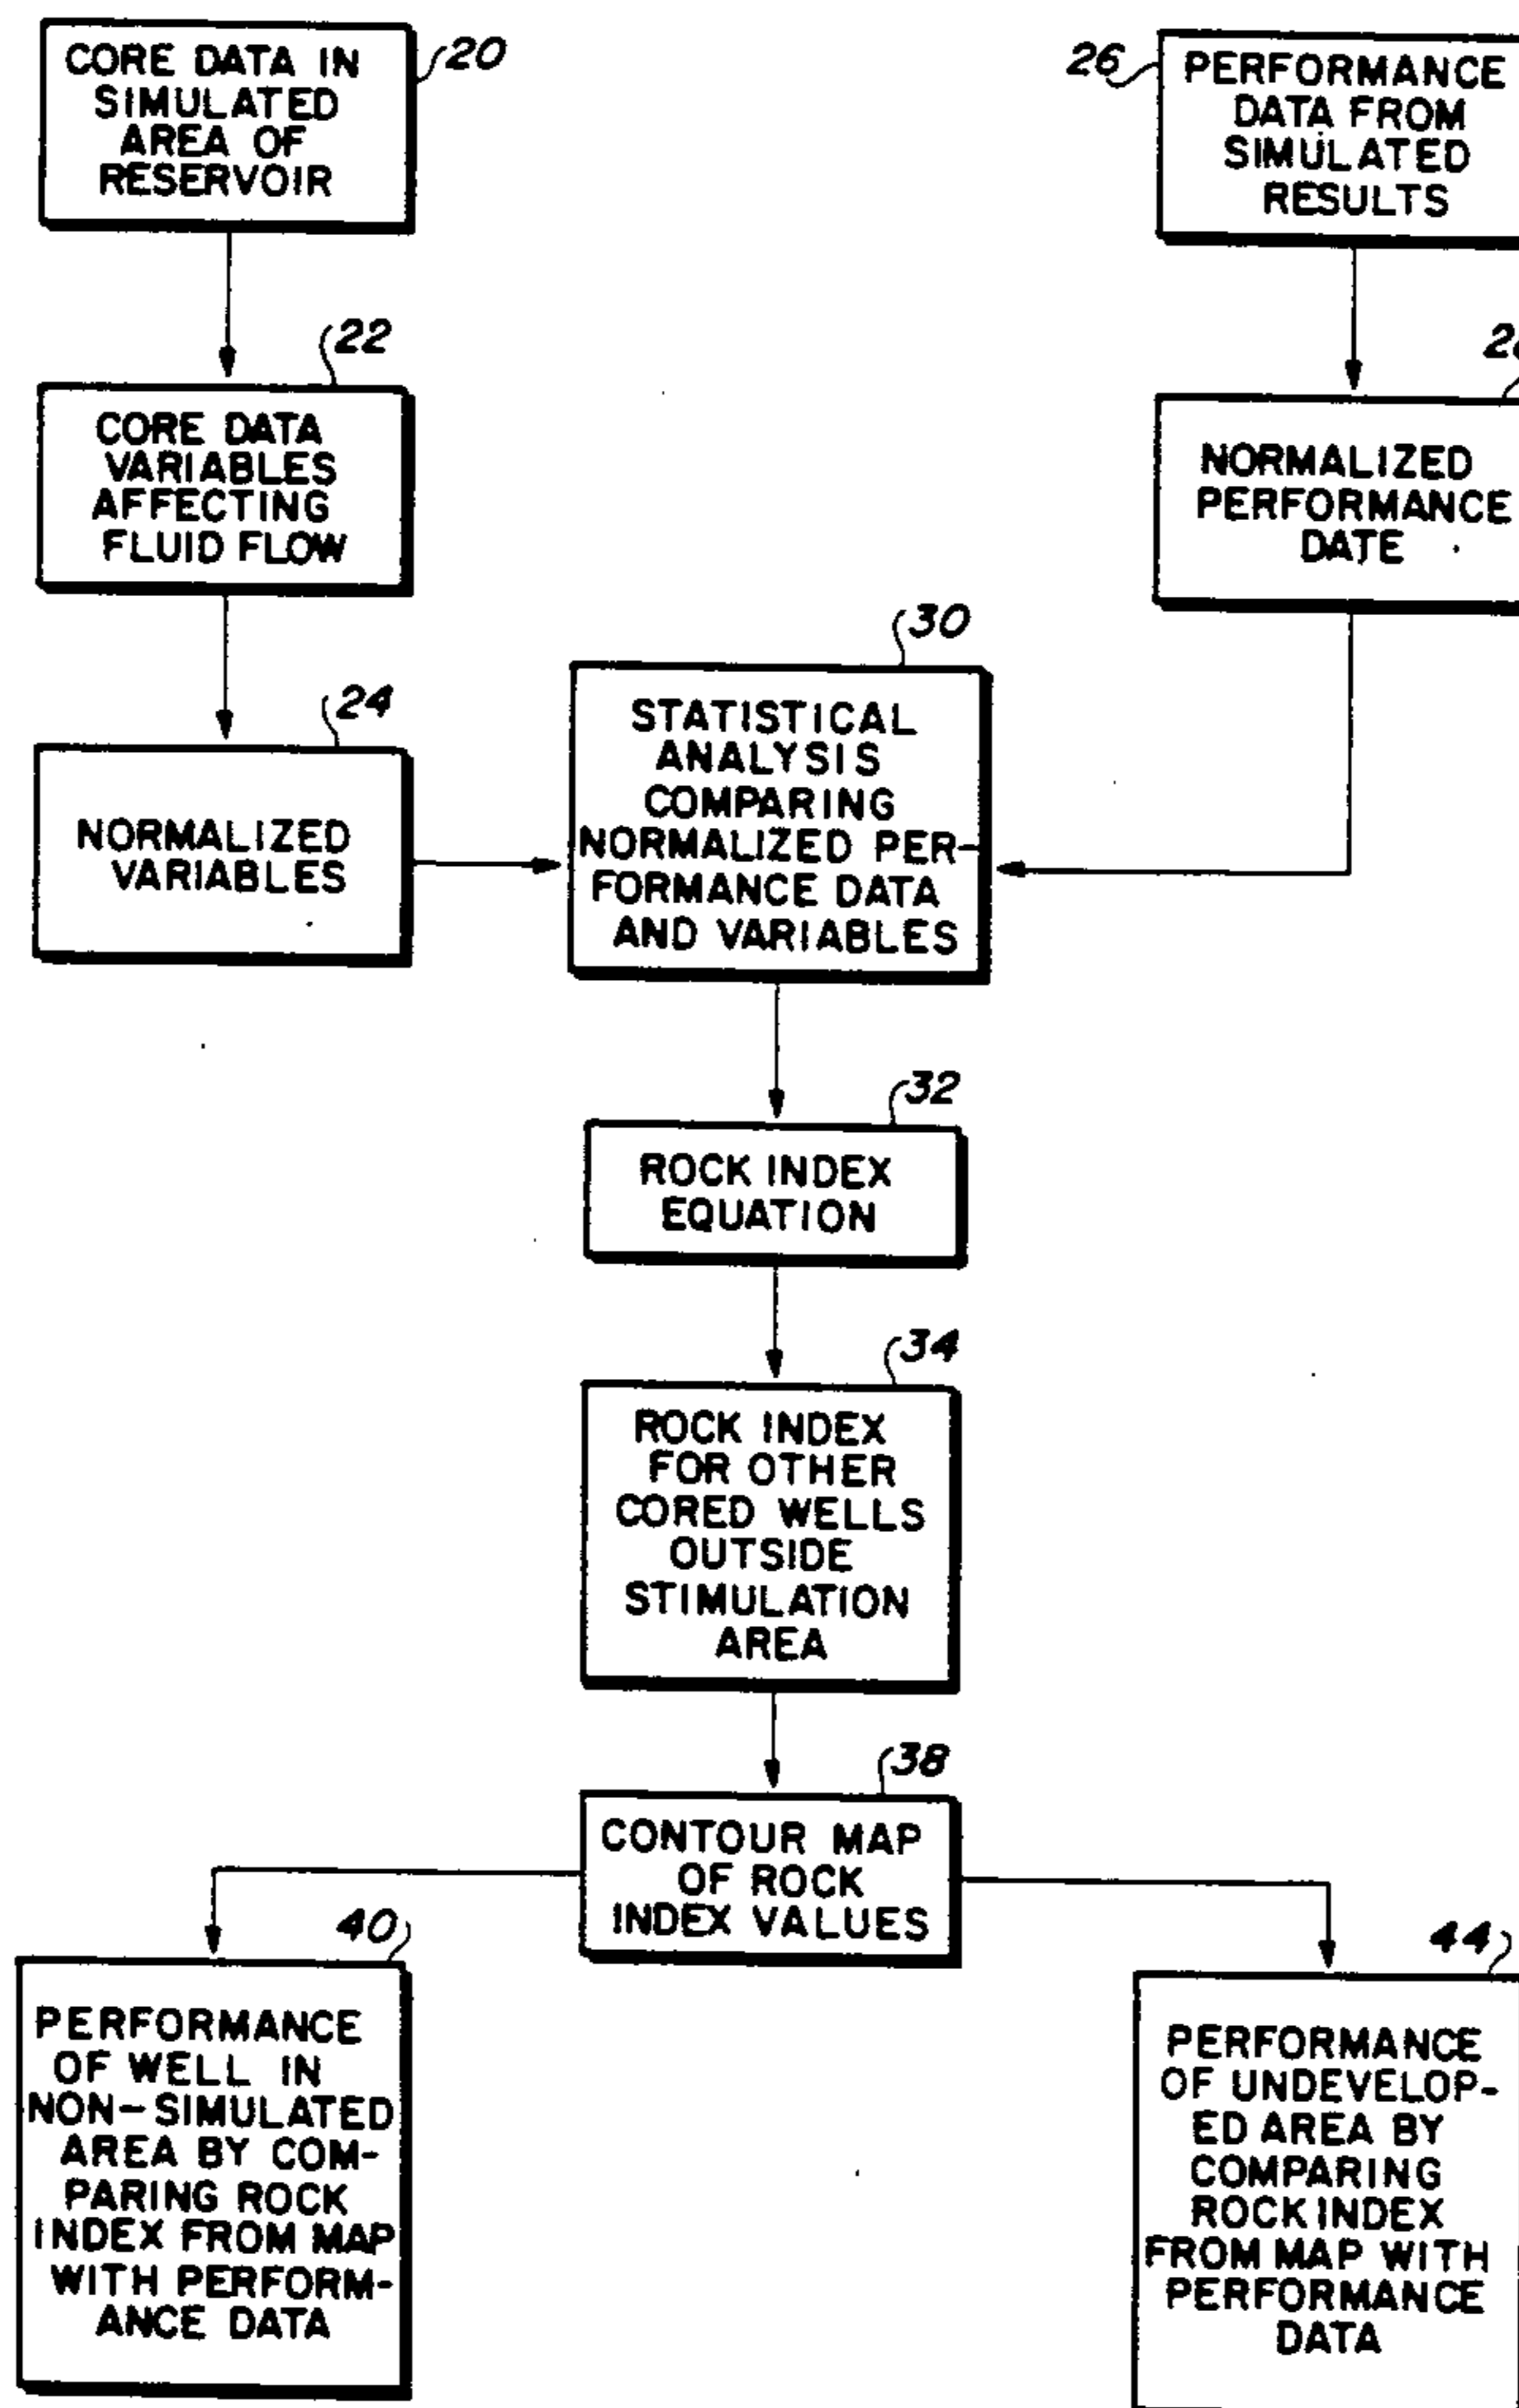 20
CORE DATA IN
SIMULATED
AREA OF
RESERVOIR
26
PERFORMANCE
DATA FROM
SIMULATED
RESULTS
22
CORE DATA
VARIABLES
AFFECTING
FLUID FLOW
NORMALIZED
PERFORMANCE
DATE
24
NORMALIZED
VARIABLES
30
STATISTICAL
ANALYSIS
COMPARING
NORMALIZED PER-
FORMANCE DATA
AND VARIABLES
32
ROCK INDEX
EQUATION
34
ROCK INDEX
FOR OTHER
CORED WELLS
OUTSIDE
STIMULATION
AREA
38
CONTOUR MAP
OF ROCK
INDEX VALUES
40
PERFORMANCE
OF WELL IN
NON-SIMULATED
AREA BY COM-
PARING ROCK
INDEX FROM MAP
WITH PERFORM-
ANCE DATA
44
PERFORMANCE
OF UNDEVELOP-
ED AREA BY
COMPARING
ROCK INDEX
FROM MAP WITH
PERFORMANCE
DATA